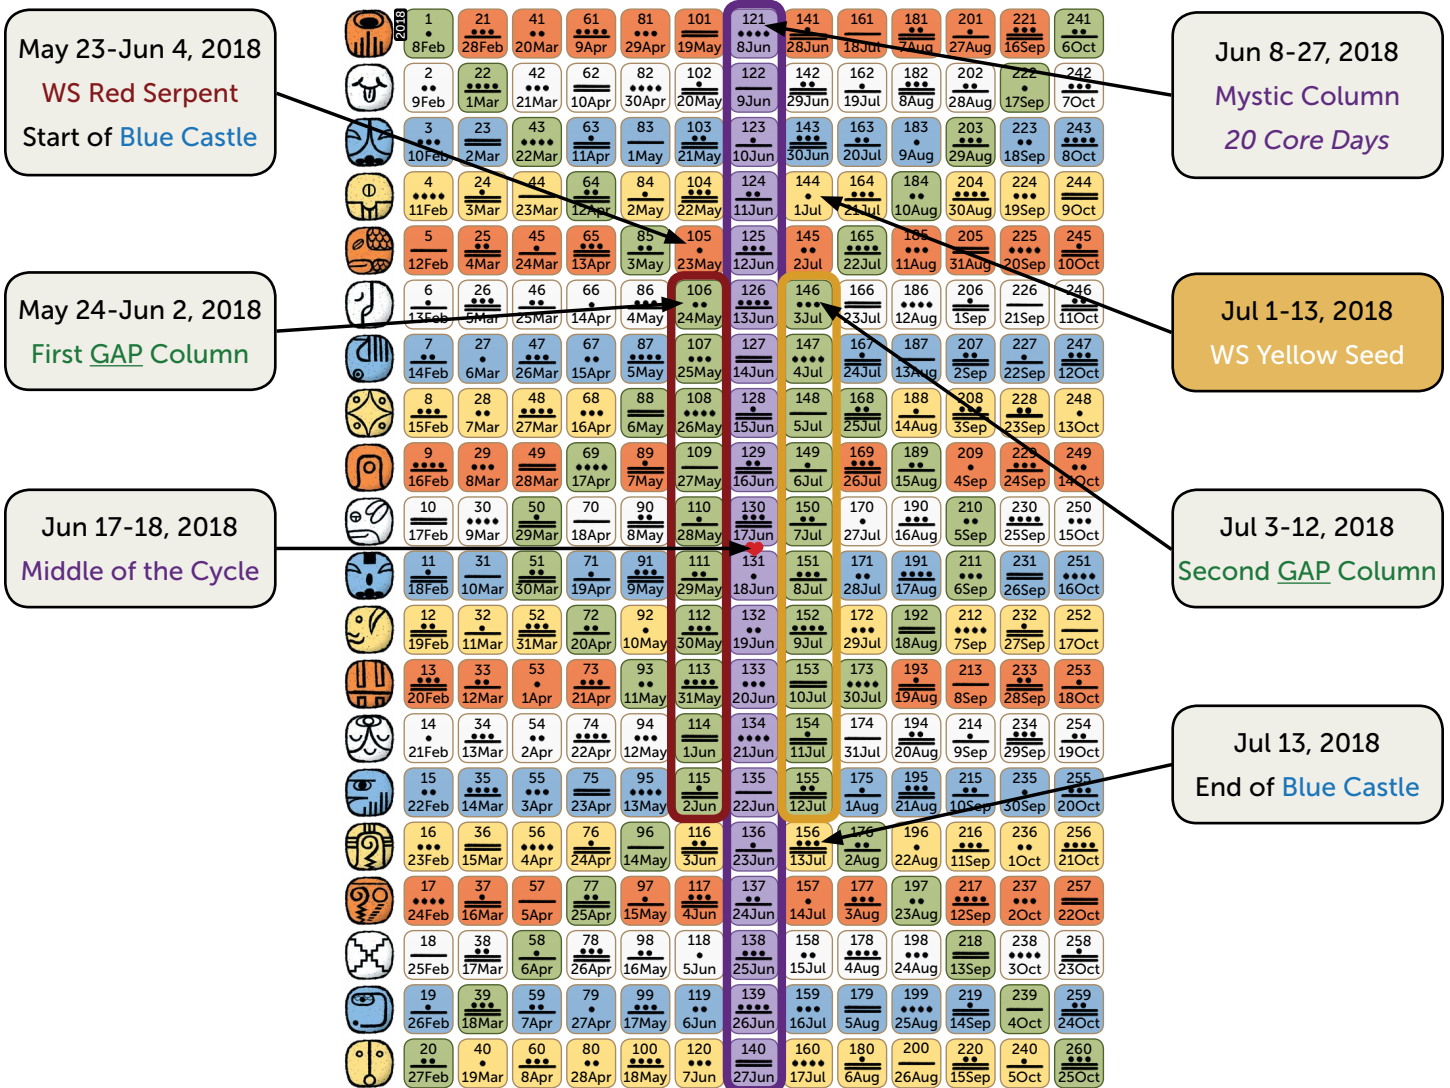 May 23-Jun 4, 2018
WS Red Serpent
Start of Blue Castle
May 24-Jun 2, 2018
First GAP Column
Jun 17-18, 2018
Middle of the Cycle
2018
1 21 41 61 81 101 121 141 161 181 201 221 241
8Feb 28Feb 20Mar 9Apr 29Apr 19May 8Jun 28Jun 18Jul 7Aug 27Aug 16Sep 6Oct
2 22 42 62 82 102 122 142 162 182 202 222 242
9Feb 1Mar 21Mar 10Apr 30Apr 20May 9Jun 29Jun 19Jul 8Aug 28Aug 17Sep 7Oct
3 23 43 63 83 103 123 143 163 183 203 223 243
10Feb 2Mar 22Mar 11Apr 1May 21May 10Jun 30Jun 20Jul 9Aug 29Aug 18Sep 8Oct
4 24 44 64 84 104 124 144 164 184 204 224 244
11Feb 3Mar 23Mar 12Apr 2May 22May 11Jun 1Jul 21Jul 10Aug 30Aug 19Sep 9Oct
5 25 45 65 85 105 125 145 165 185 205 225 245
12Feb 4Mar 24Mar 13Apr 3May 23May 12Jun 2Jul 22Jul 11Aug 31Aug 20Sep 10Oct
6 26 46 66 86 106 126 146 166 186 206 226 246
13Feb 5Mar 25Mar 14Apr 4May 24May 13Jun 3Jul 23Jul 12Aug 1Sep 21Sep 11Oct
7 27 47 67 87 107 127 147 167 187 207 227 247
14Feb 6Mar 26Mar 15Apr 5May 25May 14Jun 4Jul 24Jul 13Aug 2Sep 22Sep 12Oct
8 28 48 68 88 108 128 148 168 188 208 228 248
15Feb 7Mar 27Mar 16Apr 6May 26May 15Jun 5Jul 25Jul 14Aug 3Sep 23Sep 13Oct
9 29 49 69 89 109 129 149 169 189 209 229 249
16Feb 8Mar 28Mar 17Apr 7May 27May 16Jun 6Jul 26Jul 15Aug 4Sep 24Sep 14Oct
10 30 50 70 90 110 130 150 170 190 210 230 250
17Feb 9Mar 29Mar 18Apr 8May 28May 17Jun 7Jul 27Jul 16Aug 5Sep 25Sep 15Oct
11 31 51 71 91 111 131 151 171 191 211 231 251
18Feb 10Mar 30Mar 19Apr 9May 29May 18Jun 8Jul 28Jul 17Aug 6Sep 26Sep 16Oct
12 32 52 72 92 112 132 152 172 192 212 232 252
19Feb 11Mar 31Mar 20Apr 10May 30May 19Jun 9Jul 29Jul 18Aug 7Sep 27Sep 17Oct
13 33 53 73 93 113 133 153 173 193 213 233 253
20Feb 12Mar 1Apr 21Apr 11May 31May 20Jun 10Jul 30Jul 19Aug 8Sep 28Sep 18Oct
14 34 54 74 94 114 134 154 174 194 214 234 254
21Feb 13Mar 2Apr 22Apr 12May 1Jun 21Jun 11Jul 31Jul 20Aug 9Sep 29Sep 19Oct
15 35 55 75 95 115 135 155 175 195 215 235 255
22Feb 14Mar 3Apr 23Apr 13May 2Jun 22Jun 12Jul 1Aug 21Aug 10Sep 30Sep 20Oct
16 36 56 76 96 116 136 156 176 196 216 236 256
23Feb 15Mar 4Apr 24Apr 14May 3Jun 23Jun 13Jul 2Aug 22Aug 11Sep 1Oct 21Oct
17 37 57 77 97 117 137 157 177 197 217 237 257
24Feb 16Mar 5Apr 25Apr 15May 4Jun 24Jun 14Jul 3Aug 23Aug 12Sep 2Oct 22Oct
18 38 58 78 98 118 138 158 178 198 218 238 258
25Feb 17Mar 6Apr 26Apr 16May 5Jun 25Jun 15Jul 4Aug 24Aug 13Sep 3Oct 23Oct
19 39 59 79 99 119 139 159 179 199 219 239 259
26Feb 18Mar 7Apr 27Apr 17May 6Jun 26Jun 16Jul 5Aug 25Aug 14Sep 4Oct 24Oct
20 40 60 80 100 120 140 160 180 200 220 240 260
27Feb 19Mar 8Apr 28Apr 18May 7Jun 27Jun 17Jul 6Aug 26Aug 15Sep 5Oct 25Oct
Jun 8-27, 2018
Mystic Column
20 Core Days
Jul 1-13, 2018
WS Yellow Seed
Jul 3-12, 2018
Second GAP Column
Jul 13, 2018
End of Blue Castle